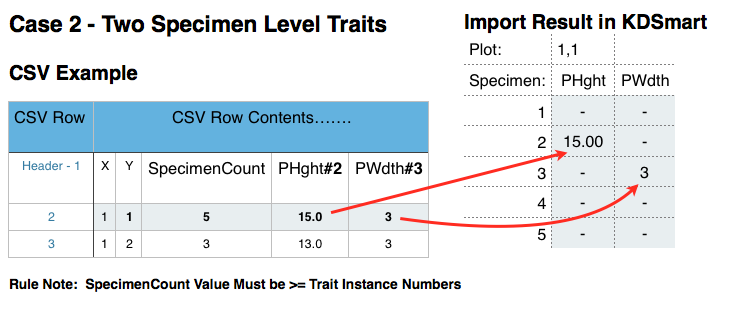 Case 2 - Two Specimen Level Traits
CSV Example
CSV Row CSV Row Contents.......
Header - 1 X Y SpecimenCount PHght#2 PWdth#3
2 1 1 5 15.0 3
3 1 2 3 13.0 3
Rule Note: SpecimenCount Value Must be >= Trait Instance Numbers
Import Result in KDSmart
Plot: 1,1
Specimen: PHght PWdth
1 - -
2 15.00 -
3 - 3
4 - -
5 - -